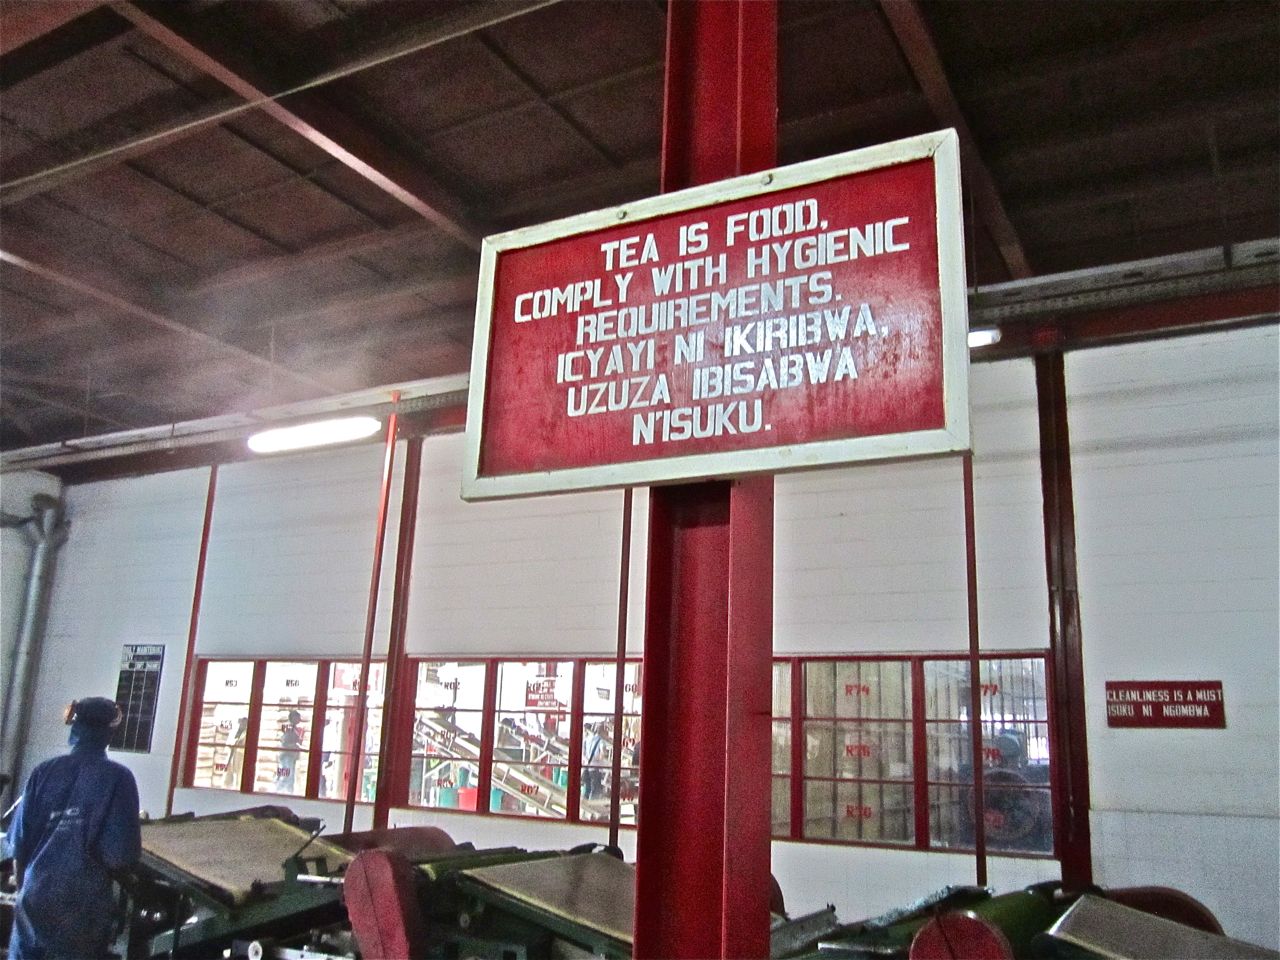 TEA IS FOOD,
COMPLY WITH HYGIENIC
REQUIREMENTS.
ICYAYI NI IKIRIBWA,
UZUZA IBISABWA
N'ISUKU.
CLEANLINESS IS A MUST
ISUKU NI NGOMBWA
R74